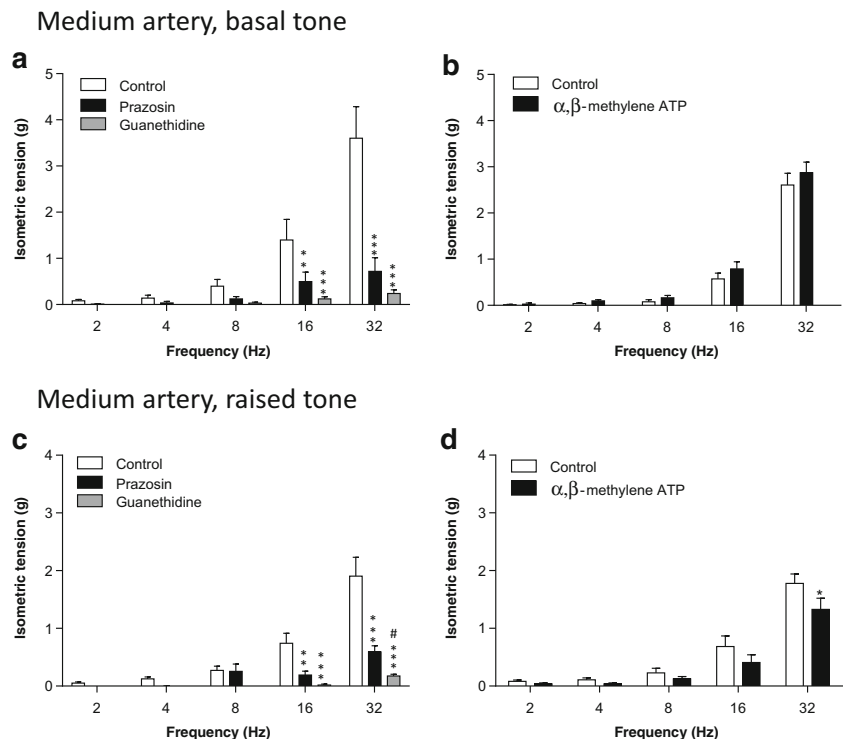 Medium artery, basal tone
a
5
4
3
2
1
0
Isometric tension (g)
Control
Prazosin
Guanethidine
**
***
***
***
2 4 8 16 32
Frequency (Hz)
b
5
4
3
2
1
0
Isometric tension (g)
Control
α,β-methylene ATP
2 4 8 16 32
Frequency (Hz)
Medium artery, raised tone
c
4
3
2
1
0
Isometric tension (g)
Control
Prazosin
Guanethidine
**
***
***
#
***
2 4 8 16 32
Frequency (Hz)
d
4
3
2
1
0
Isometric tension (g)
Control
α,β-methylene ATP
*
2 4 8 16 32
Frequency (Hz)